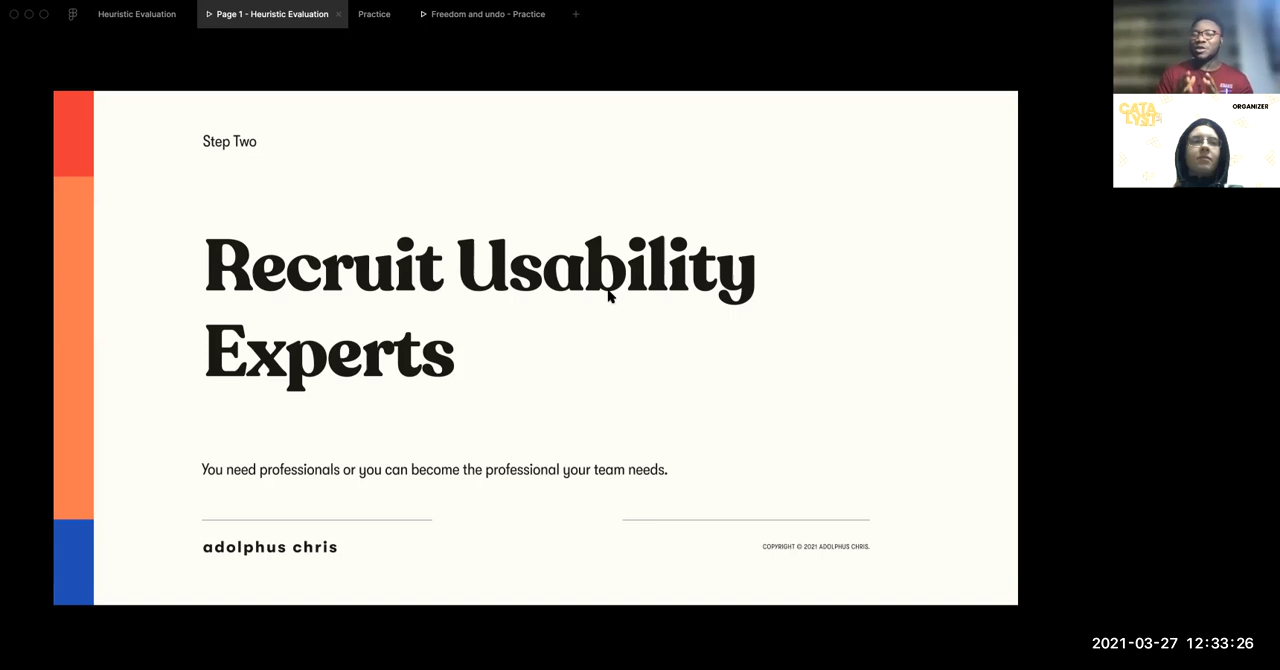 Heuristic Evaluation
Page 1 - Heuristic Evaluation
Practice
Freedom and undo - Practice
CATA
LYST
ORGANIZER
Step Two
Recruit Usability
Experts
You need professionals or you can become the professional your team needs.
adolphus chris
COPYRIGHT © 2021 ADOLPHUS CHRIS.
2021-03-27 12:33:26